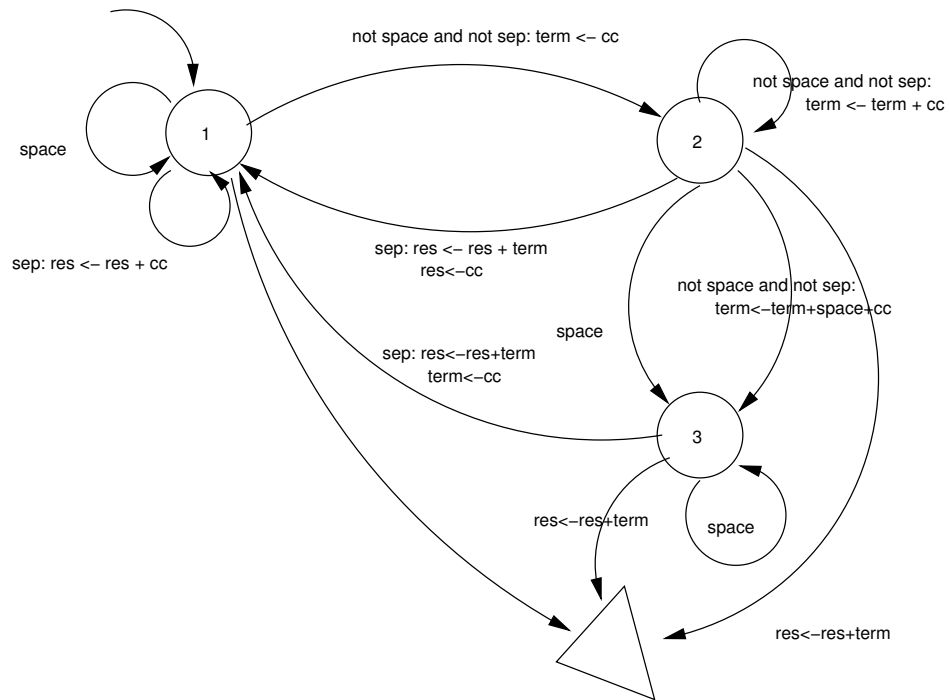 not space and not sep: term <- cc
not space and not sep:
term <- term + cc
1
2
space
sep: res <- res + term
res<-cc
sep: res <- res + cc
not space and not sep:
term<-term+space+cc
space
sep: res<-res+term
term<-cc
3
res<-res+term
space
res<-res+term